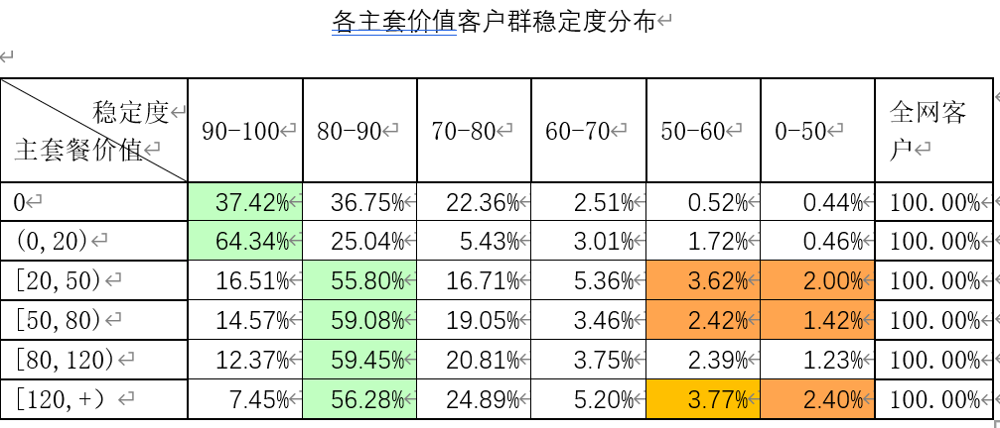 各主套价值客户群稳定度分布
稳定度
主套餐价值
90-100 80-90 70-80 60-70 50-60 0-50 全网客户
0 37.42% 36.75% 22.36% 2.51% 0.52% 0.44% 100.00%
(0,20) 64.34% 25.04% 5.43% 3.01% 1.72% 0.46% 100.00%
[20,50) 16.51% 55.80% 16.71% 5.36% 3.62% 2.00% 100.00%
[50,80) 14.57% 59.08% 19.05% 3.46% 2.42% 1.42% 100.00%
[80,120) 12.37% 59.45% 20.81% 3.75% 2.39% 1.23% 100.00%
[120,+） 7.45% 56.28% 24.89% 5.20% 3.77% 2.40% 100.00%